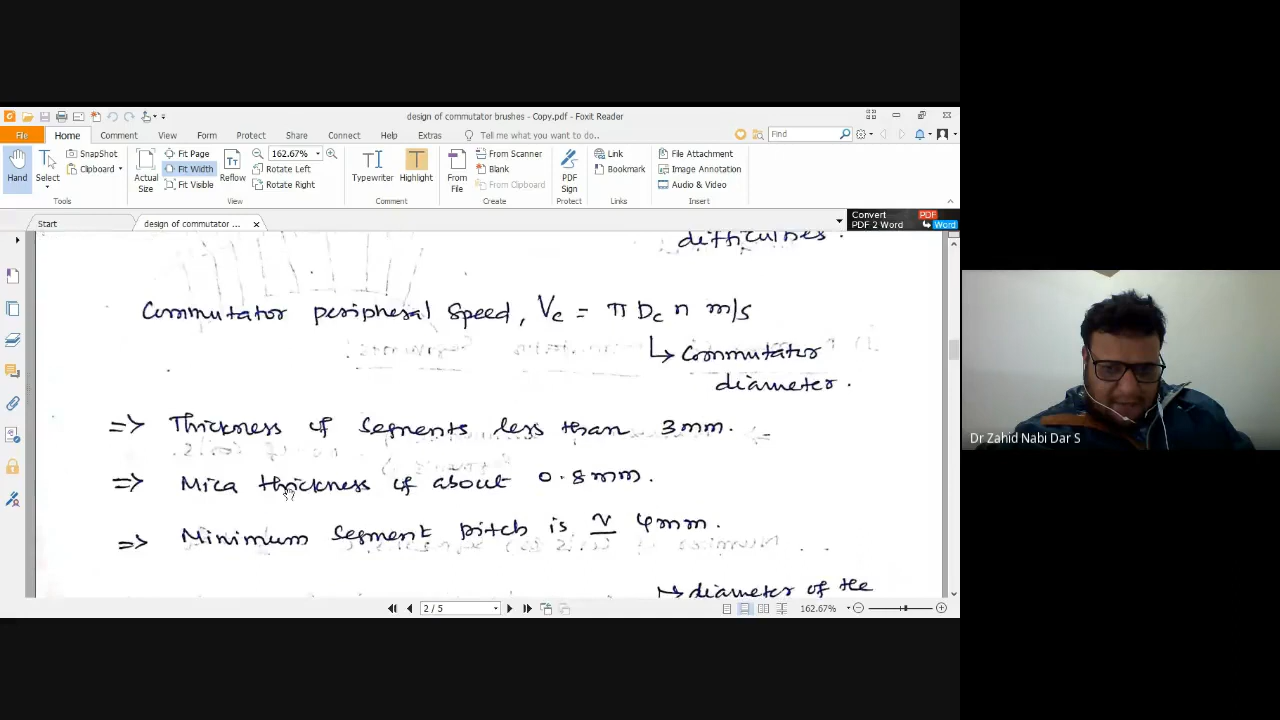 design of commutator brushes - Copy.pdf - Foxit Reader
File Home Comment View Form Protect Share Connect Help Extras Tell me what you want to do.. Find
Hand Select SnapShot Clipboard Actual Size Fit Page Fit Width Fit Visible Reflow 162.67% Rotate Left Rotate Right Typewriter Highlight From File From Scanner Blank From Clipboard PDF Sign Link Bookmark File Attachment Image Annotation Audio & Video
Tools View Comment Create Protect Links Insert
Start design of commutator ... Convert PDF
PDF 2 Word Word
difficulties.
Commutator peripheral speed, Vc = π Dc n m/s
↳ Commutator
diameter.
=> Thickness of segments less than 3mm.
=> Mica thickness of about 0.8mm.
=> Minimum segment pitch is ≃ 4mm.
↳ diameter of the
2 / 5 162.67%
Dr Zahid Nabi Dar S